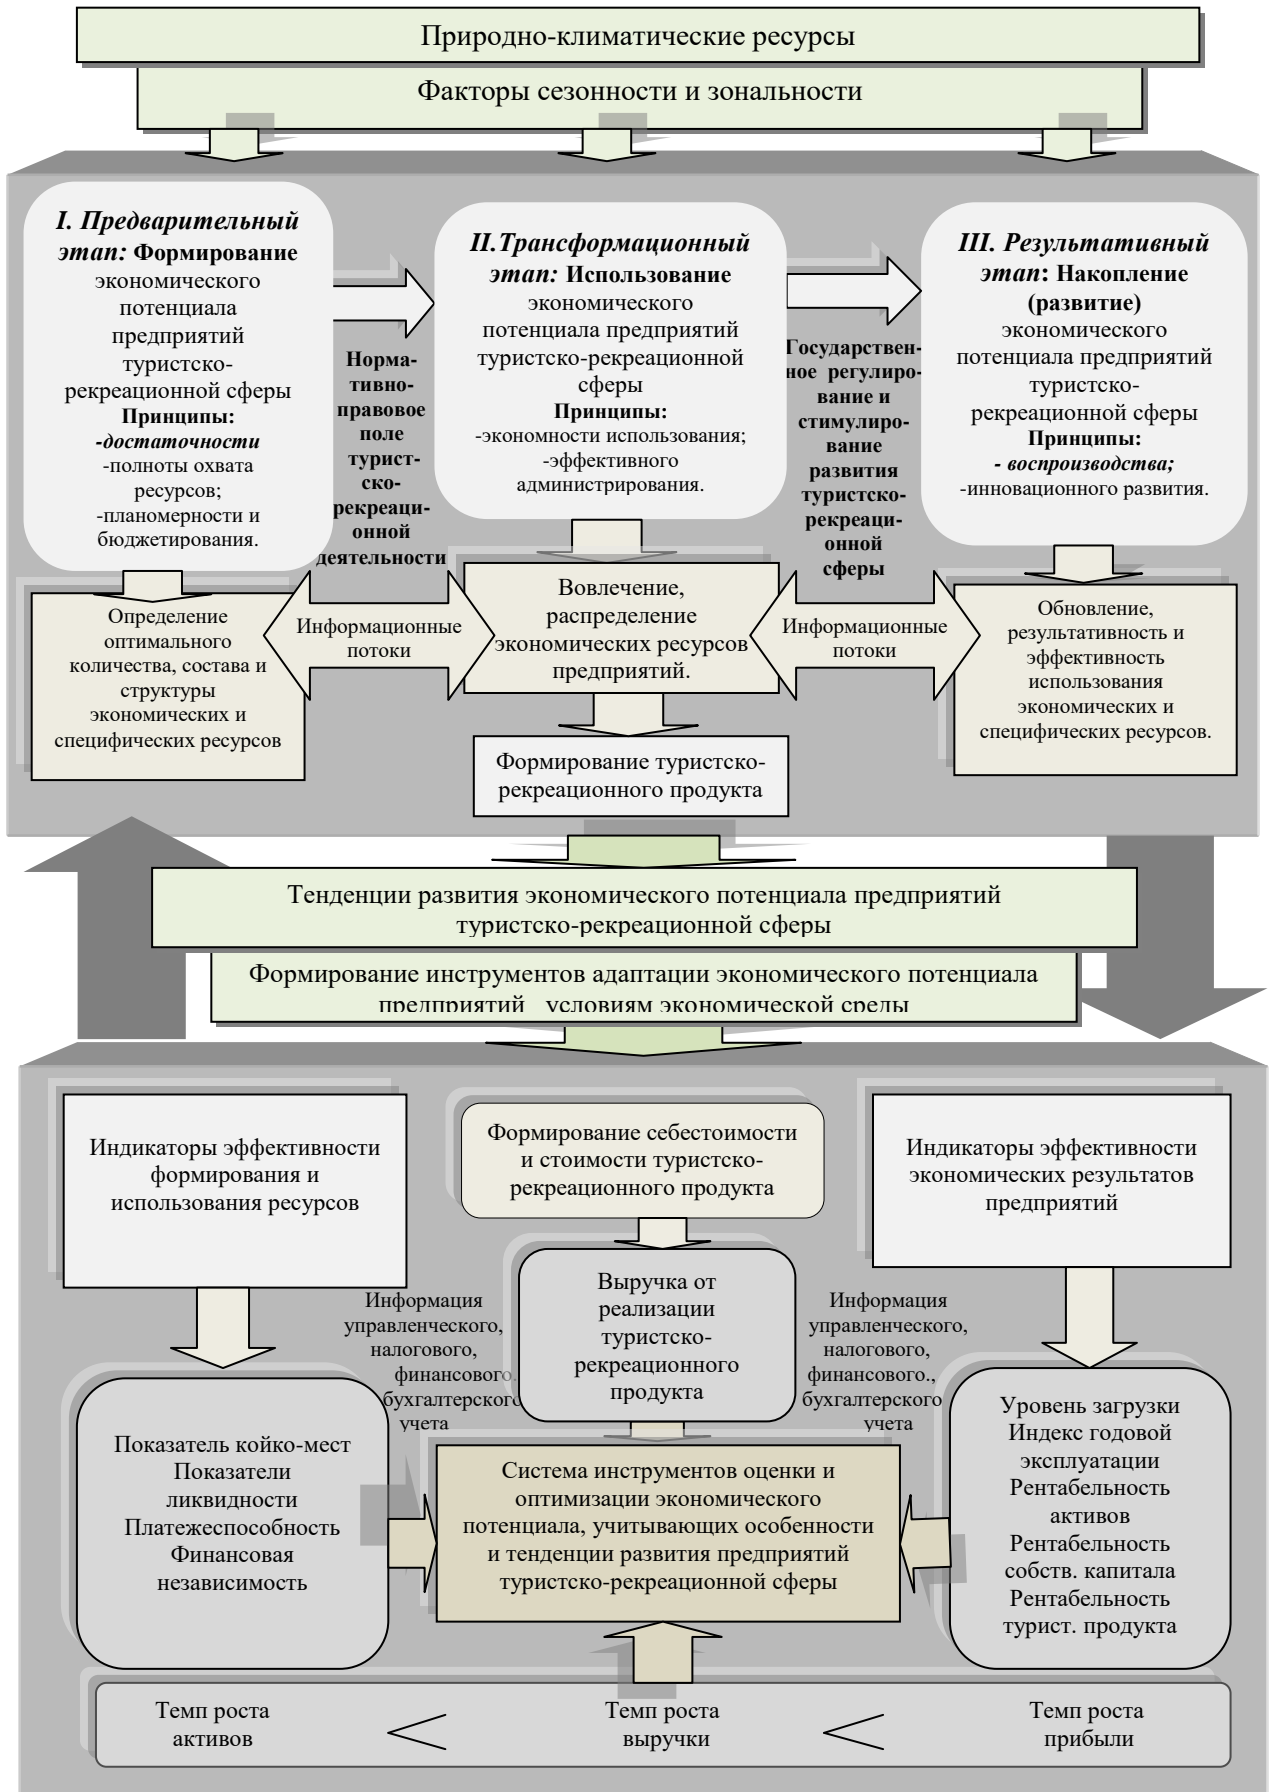 Природно-климатические ресурсы
Факторы сезонности и зональности
I. Предварительный
этап: Формирование
экономического
потенциала
предприятий
туристско-
рекреационной сферы
Принципы:
-достаточности
-полноты охвата
ресурсов;
-планомерности и
бюджетирования.
Норма-
тивно-
правовое
поле
турист-
ско-
рекреаци-
онной
деятельности
II.Трансформационный
этап: Использование
экономического
потенциала предприятий
туристско-рекреационной
сферы
Принципы:
-экономности использования;
-эффективного
администрирования.
Государствен-
ное регулиро-
вание и
стимулиро-
вание
развития
туристско-
рекреаци-
онной
сферы
III. Результативный
этап: Накопление
(развитие)
экономического
потенциала предприятий
туристско-
рекреационной сферы
Принципы:
- воспроизводства;
-инновационного развития.
Определение
оптимального
количества, состава и
структуры
экономических и
специфических ресурсов
Информационные
потоки
Вовлечение,
распределение
экономических ресурсов
предприятий.
Информационные
потоки
Обновление,
результативность и
эффективность
использования
экономических и
специфических ресурсов.
Формирование туристско-
рекреационного продукта
Тенденции развития экономического потенциала предприятий
туристско-рекреационной сферы
Формирование инструментов адаптации экономического потенциала
предприятий условиям экономической среды
Индикаторы эффективности
формирования и
использования ресурсов
Формирование себестоимости
и стоимости туристско-
рекреационного продукта
Индикаторы эффективности
экономических результатов
предприятий
Информация
управленческого,
налогового,
финансового.
бухгалтерского
учета
Выручка от
реализации
туристско-
рекреационного
продукта
Информация
управленческого,
налогового,
финансового.,
бухгалтерского
учета
Показатель койко-мест
Показатели
ликвидности
Платежеспособность
Финансовая
независимость
Система инструментов оценки и
оптимизации экономического
потенциала, учитывающих особенности
и тенденции развития предприятий
туристско-рекреационной сферы
Уровень загрузки
Индекс годовой
эксплуатации
Рентабельность
активов
Рентабельность
собств. капитала
Рентабельность
турист. продукта
Темп роста
активов
Темп роста
выручки
Темп роста
прибыли